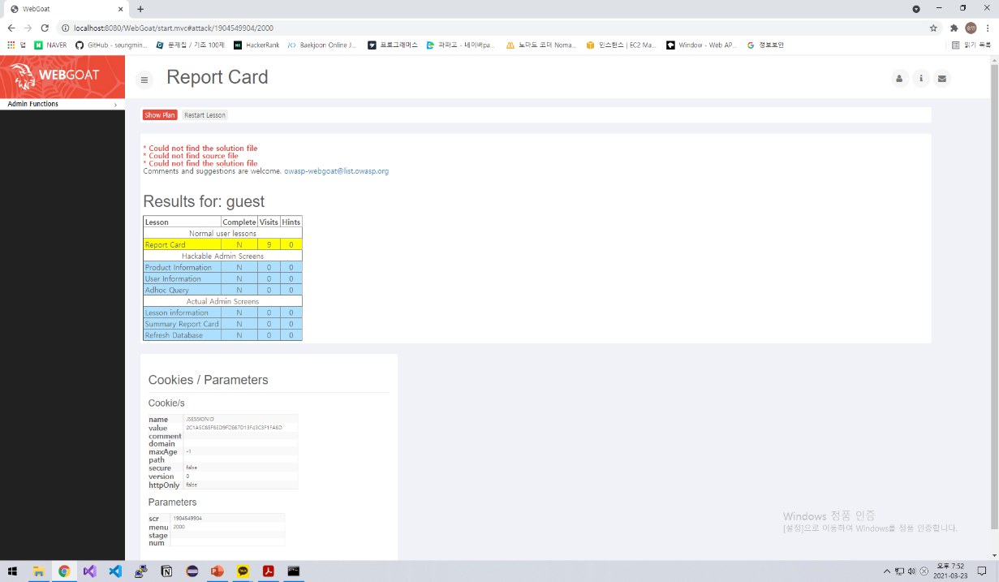 WebGoat
localhost:8080/WebGoat/start.mvc#attack/1904549904/2000
앱
NAVER
GitHub - seungmin...
문제집 / 기초 100제
HackerRank
Baekjoon Online J...
프로그래머스
파파고 - 네이버pa...
노마드 코더 Noma...
인스턴스 | EC2 Ma...
Window - Web AP...
정보보안
읽기 목록
WEBGOAT
Report Card
Admin Functions
Show Plan Restart Lesson
* Could not find the solution file
* Could not find source file
* Could not find the solution file
Comments and suggestions are welcome. owasp-webgoat@list.owasp.org
Results for: guest
Lesson Complete Visits Hints
Normal user lessons
Report Card N 9 0
Hackable Admin Screens
Product Information N 0 0
User Information N 0 0
Adhoc Query N 0 0
Actual Admin Screens
Lesson information N 0 0
Summary Report Card N 0 0
Refresh Database N 0 0
Cookies / Parameters
Cookie/s
name JSESSIONID
value
comment
domain
maxAge -1
path
secure false
version 0
httpOnly false
Parameters
scr 1904549904
menu 2000
stage
num
Windows 정품 인증
[설정]으로 이동하여 Windows를 정품 인증합니다.
오후 7:52
2021-03-23